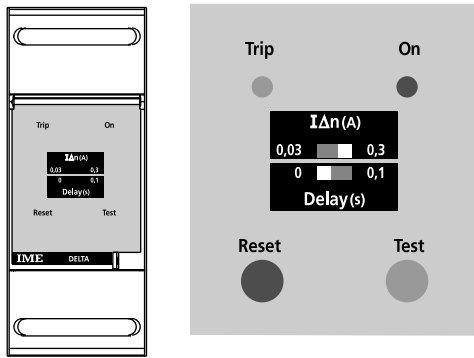 Trip On
IΔn(A)
0,03 0,3
0 0,1
Delay(s)
Reset Test
IME DELTA
Trip On
IΔn(A)
0,03 0,3
0 0,1
Delay(s)
Reset Test